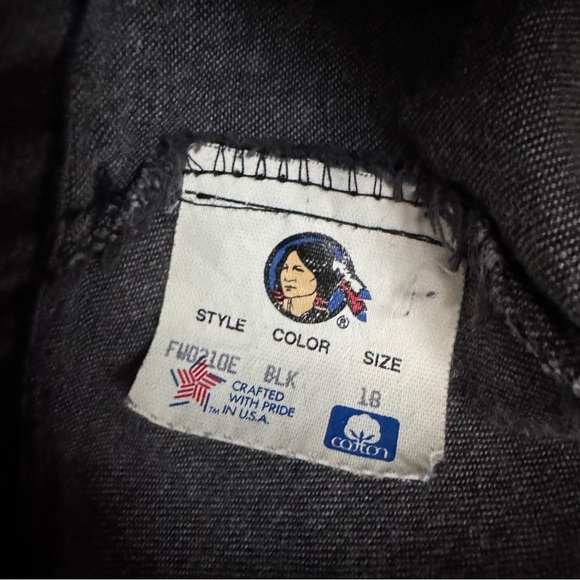 ®
STYLE COLOR SIZE
FW0210E BLK 18
CRAFTED
WITH PRIDE
TM IN U.S.A.
cotton